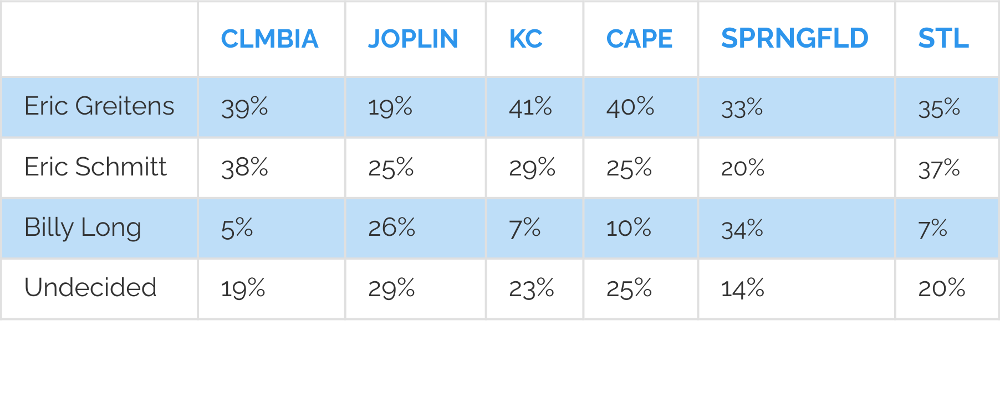 CLMBIA JOPLIN KC CAPE SPRNGFLD STL
Eric Greitens 39% 19% 41% 40% 33% 35%
Eric Schmitt 38% 25% 29% 25% 20% 37%
Billy Long 5% 26% 7% 10% 34% 7%
Undecided 19% 29% 23% 25% 14% 20%